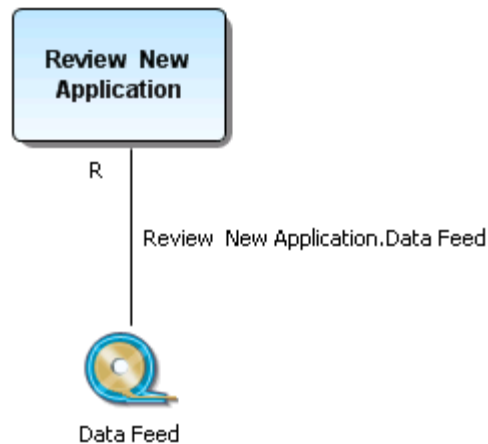 Review New
Application
R
Review New Application.Data Feed
Data Feed